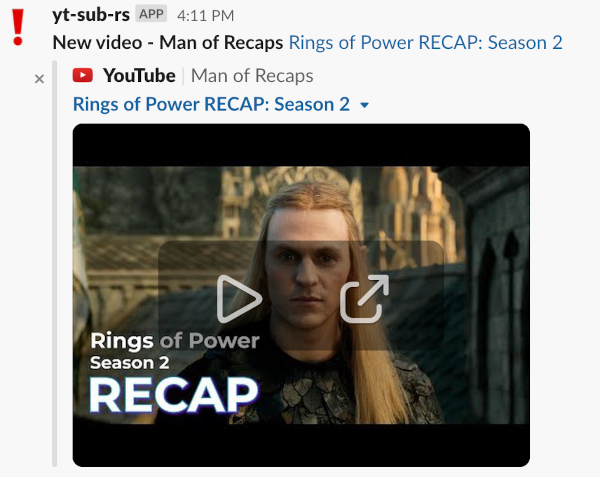 yt-sub-rs APP 4:11 PM
New video - Man of Recaps Rings of Power RECAP: Season 2
YouTube Man of Recaps
Rings of Power RECAP: Season 2
Rings of Power
Season 2
RECAP